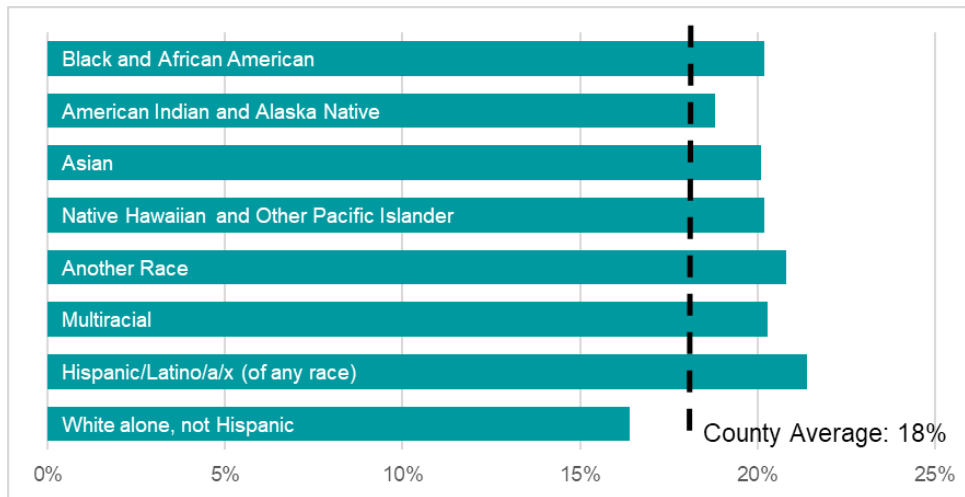 Black and African American
American Indian and Alaska Native
Asian
Native Hawaiian and Other Pacific Islander
Another Race
Multiracial
Hispanic/Latino/a/x (of any race)
White alone, not Hispanic
County Average: 18%
0% 5% 10% 15% 20% 25%